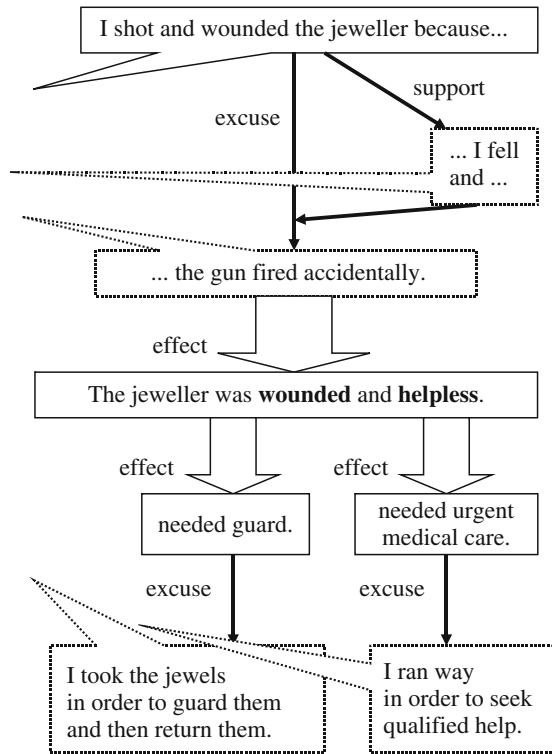 I shot and wounded the jeweller because...
support
excuse
... I fell
and ...
... the gun fired accidentally.
effect
The jeweller was wounded and helpless.
effect
effect
needed guard.
needed urgent
medical care.
excuse
excuse
I took the jewels
in order to guard them
and then return them.
I ran way
in order to seek
qualified help.